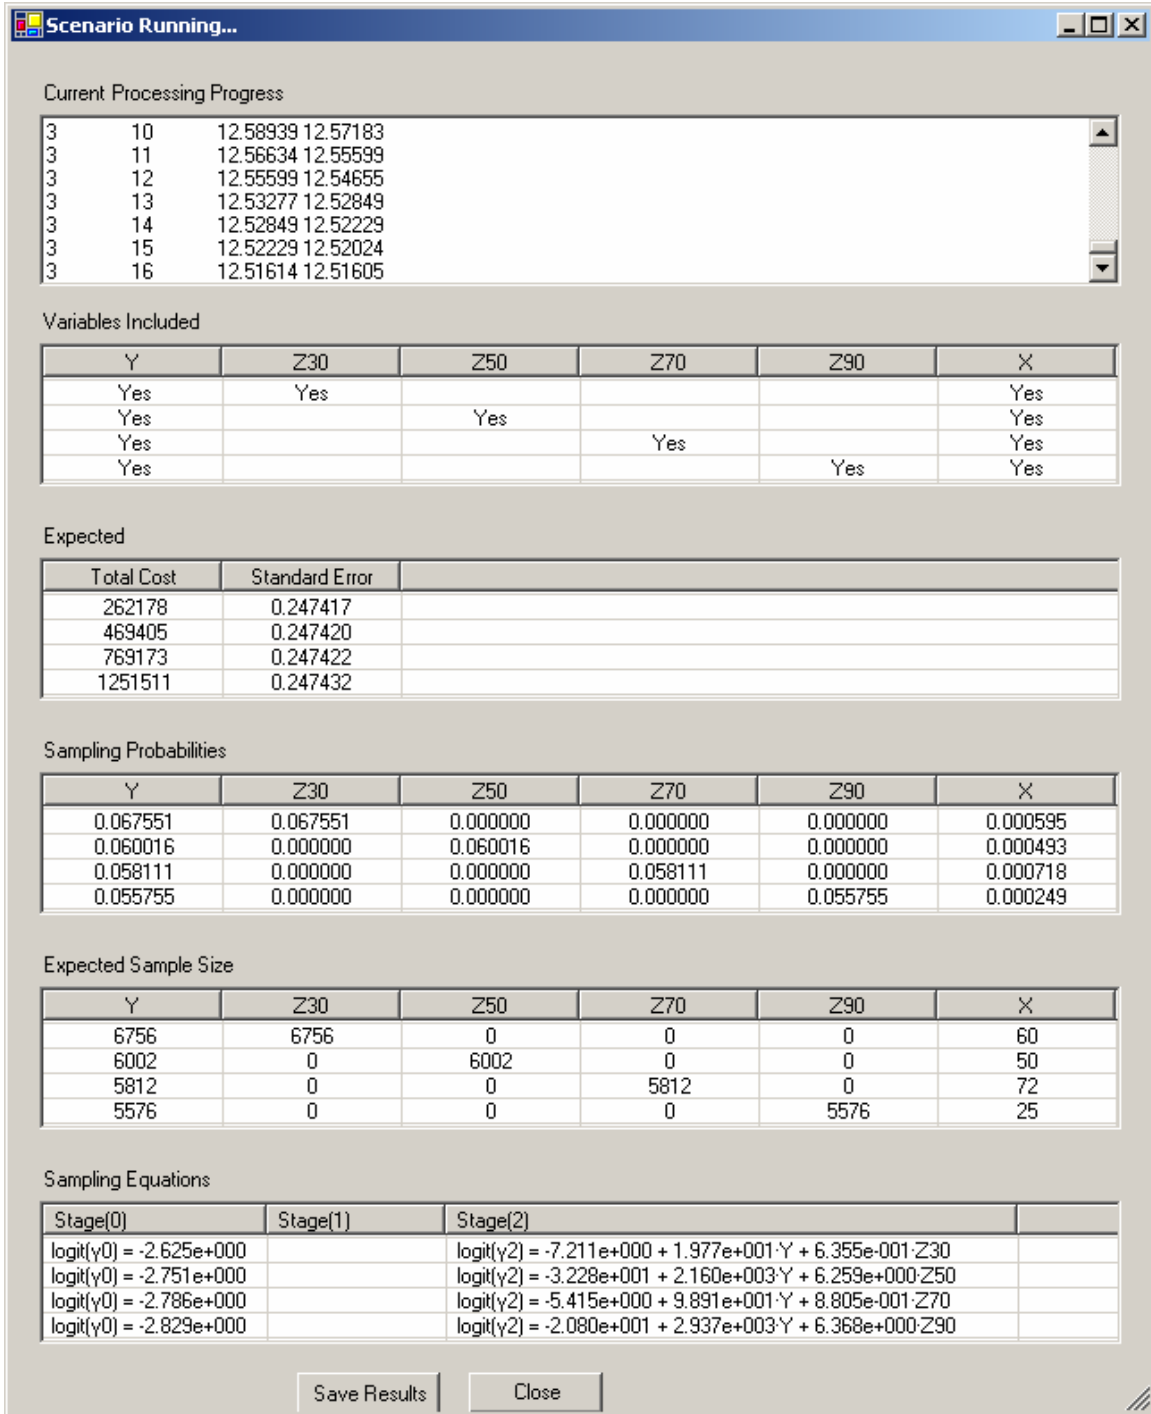 Scenario Running...
Current Processing Progress
3 10 12.58939 12.57183
3 11 12.56634 12.55599
3 12 12.55599 12.54655
3 13 12.53277 12.52849
3 14 12.52849 12.52229
3 15 12.52229 12.52024
3 16 12.51614 12.51605
Variables Included
Y Z30 Z50 Z70 Z90 X
Yes Yes Yes
Yes Yes Yes
Yes Yes Yes
Yes Yes Yes
Expected
Total Cost Standard Error
262178 0.247417
469405 0.247420
769173 0.247422
1251511 0.247432
Sampling Probabilities
Y Z30 Z50 Z70 Z90 X
0.067551 0.067551 0.000000 0.000000 0.000000 0.000595
0.060016 0.000000 0.060016 0.000000 0.000000 0.000493
0.058111 0.000000 0.000000 0.058111 0.000000 0.000718
0.055755 0.000000 0.000000 0.000000 0.055755 0.000249
Expected Sample Size
Y Z30 Z50 Z70 Z90 X
6756 6756 0 0 0 60
6002 0 6002 0 0 50
5812 0 0 5812 0 72
5576 0 0 0 5576 25
Sampling Equations
Stage(0) Stage(1) Stage(2)
logit(γ0) = -2.625e+000 logit(γ2) = -7.211e+000 + 1.977e+001·Y + 6.355e-001·Z30
logit(γ0) = -2.751e+000 logit(γ2) = -3.228e+001 + 2.160e+003·Y + 6.259e+000·Z50
logit(γ0) = -2.786e+000 logit(γ2) = -5.415e+000 + 9.891e+001·Y + 8.805e-001·Z70
logit(γ0) = -2.829e+000 logit(γ2) = -2.080e+001 + 2.937e+003·Y + 6.368e+000·Z90
Save Results Close